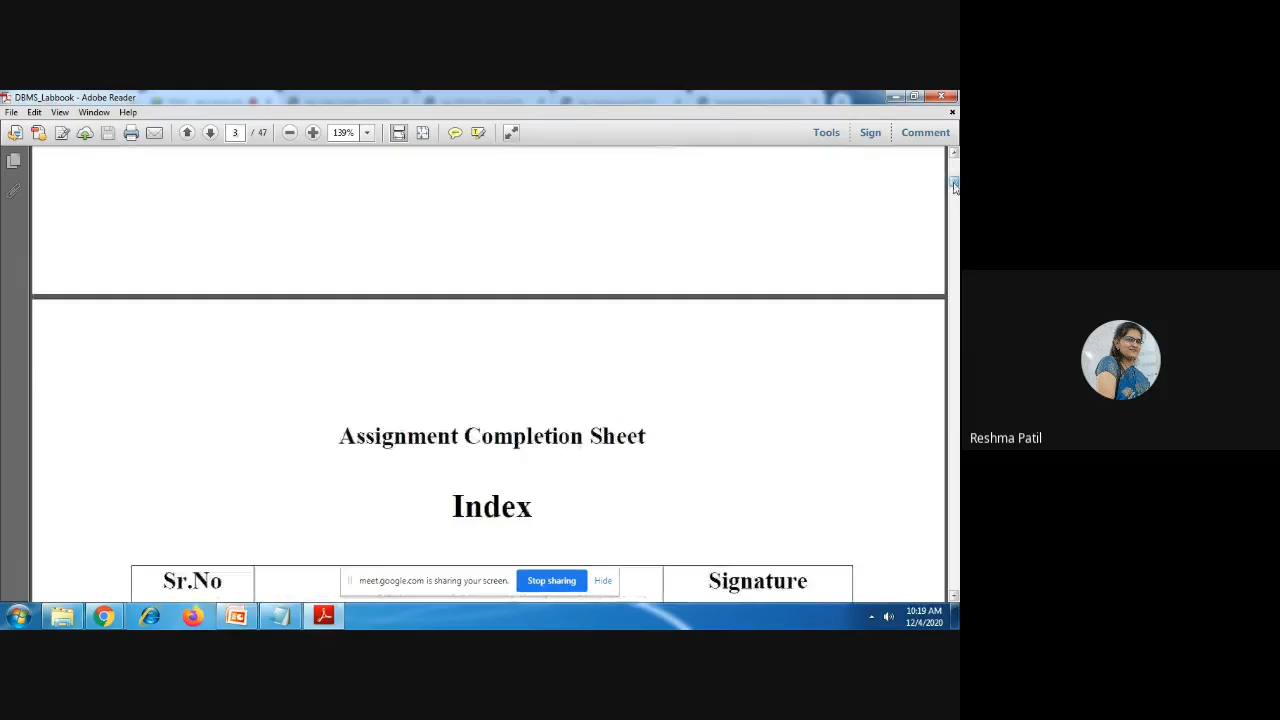 DBMS_Labbook - Adobe Reader
File Edit View Window Help
3 / 47 139% Tools Sign Comment
Assignment Completion Sheet
Index
Sr.No Signature
meet.google.com is sharing your screen. Stop sharing Hide
10:19 AM
12/4/2020
Reshma Patil